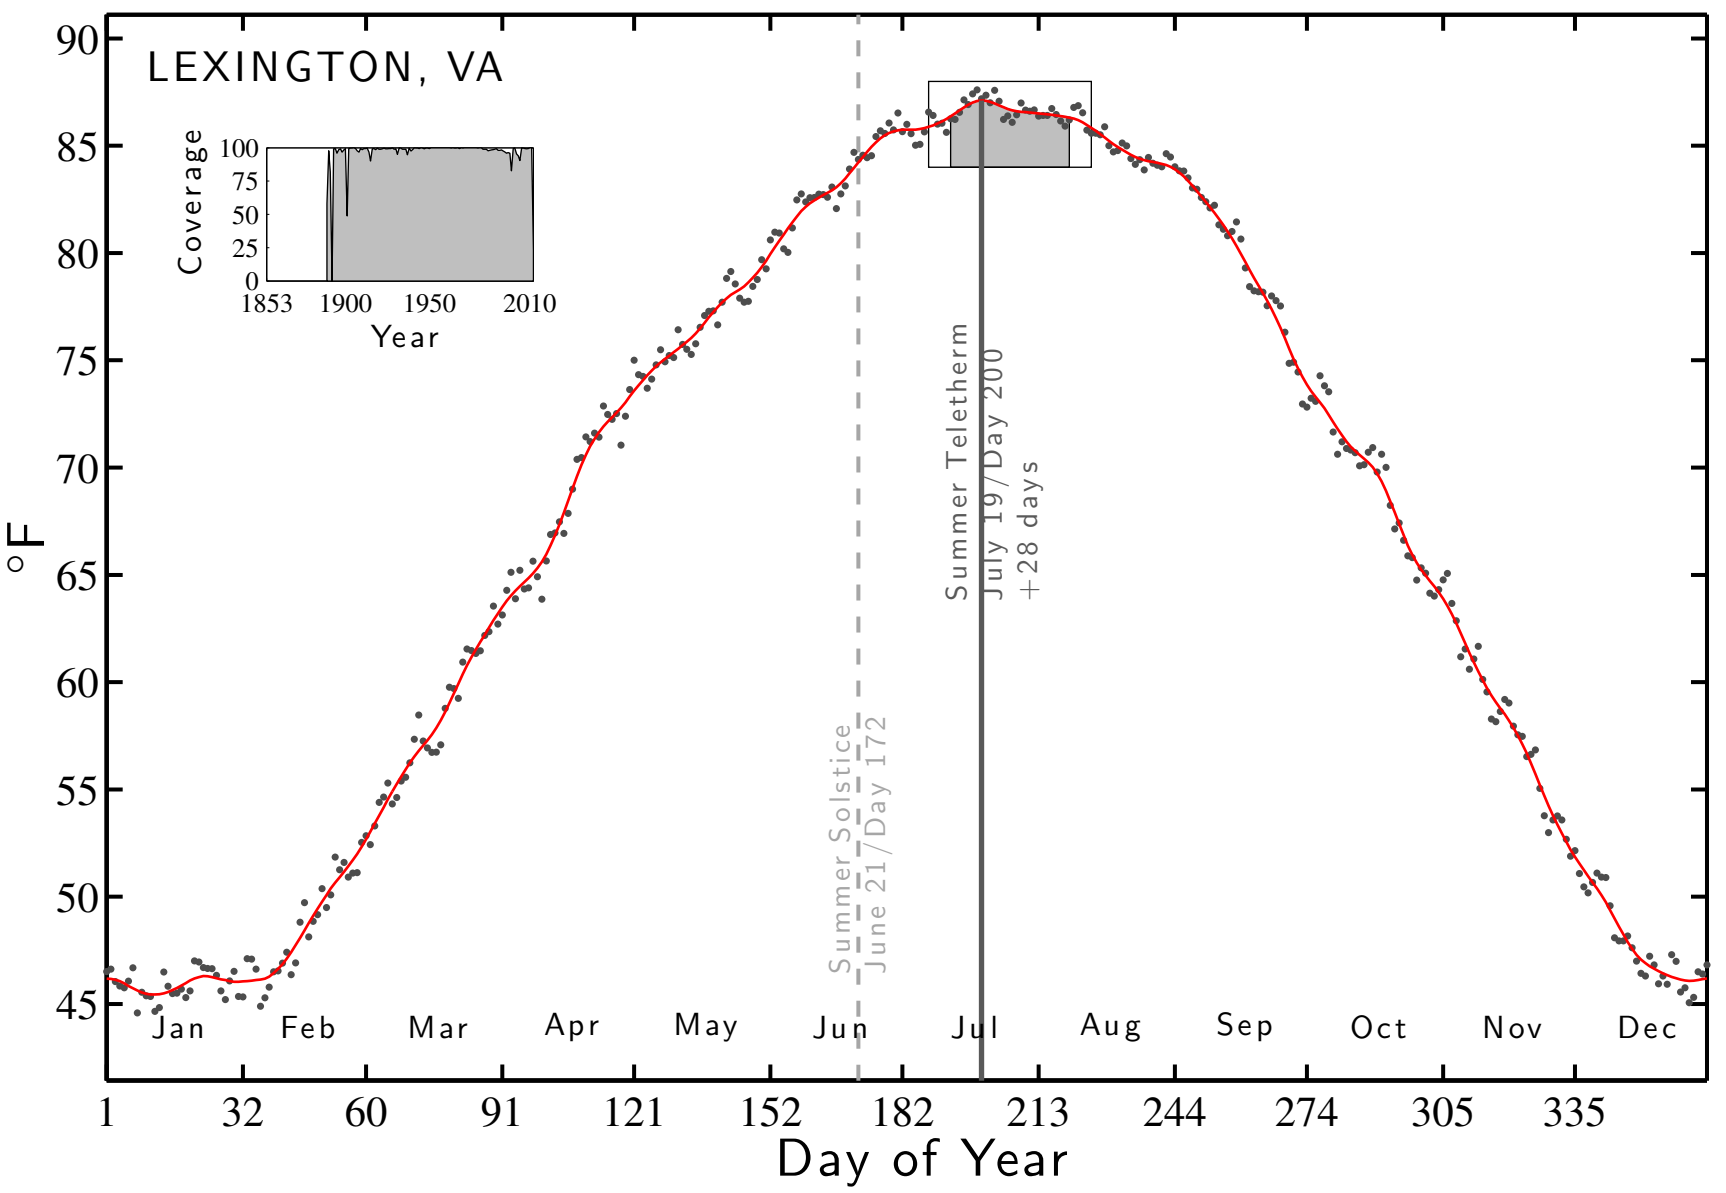 LEXINGTON, VA
90
85
80
75
70
65
60
55
50
45
°F
Coverage
100
75
50
25
0
1853 1900 1950 2010
Year
Summer Solstice
June 21/Day 172
Summer Teletherm
July 19/Day 200
+28 days
Jan Feb Mar Apr May Jun Jul Aug Sep Oct Nov Dec
1 32 60 91 121 152 182 213 244 274 305 335
Day of Year